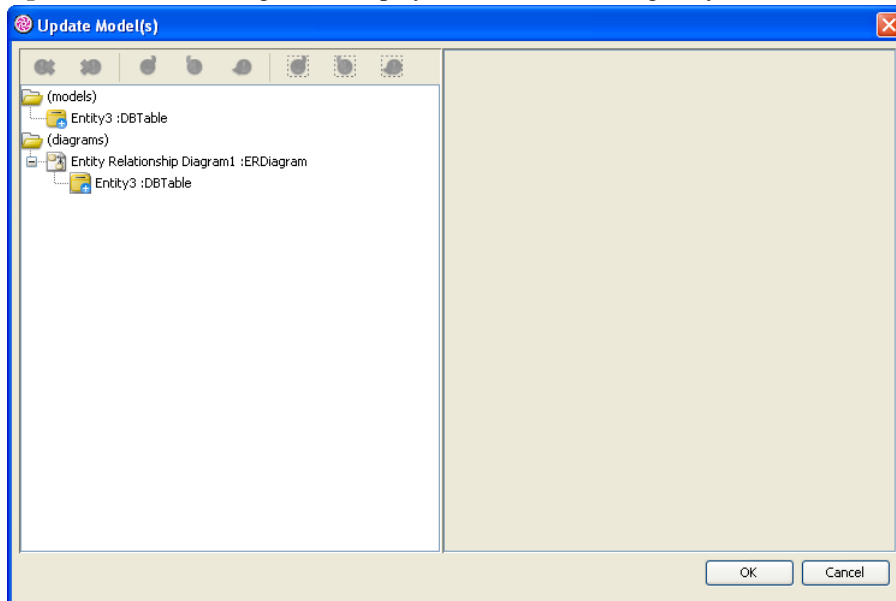 Update Model(s)
(models)
Entity3 :DBTable
(diagrams)
Entity Relationship Diagram1 :ERDiagram
Entity3 :DBTable
OK Cancel